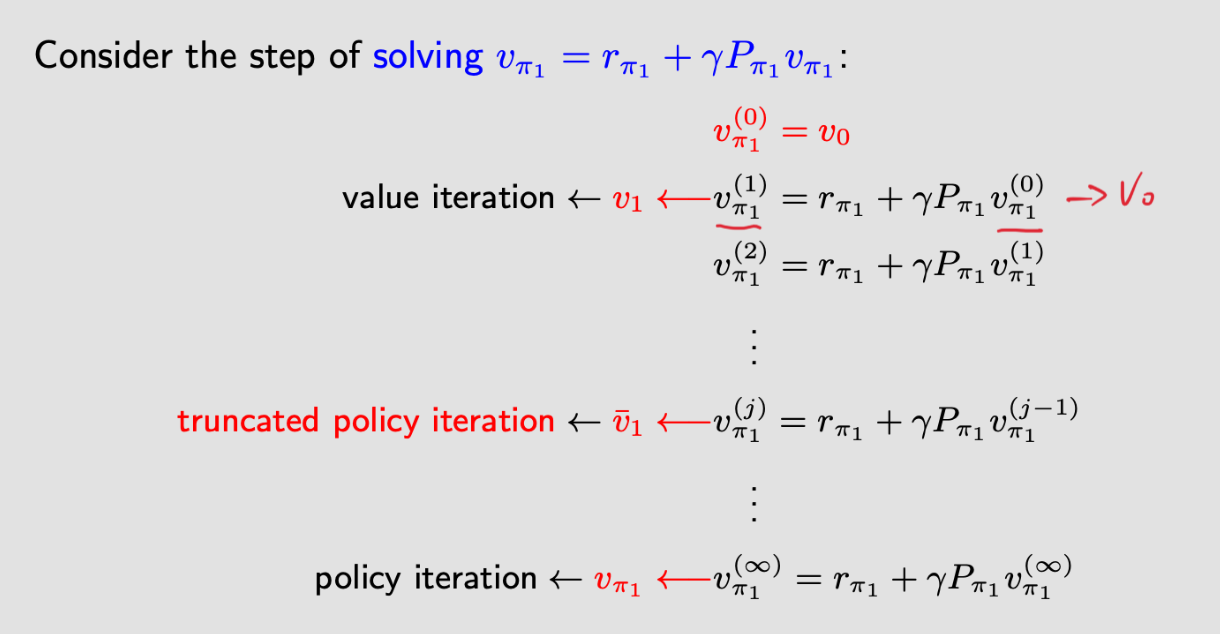 Consider the step of solving $v_{\pi_1} = r_{\pi_1} + \gamma P_{\pi_1} v_{\pi_1}$:
$v_{\pi_1}^{(0)} = v_0$
value iteration $\leftarrow v_1 \longleftarrow v_{\pi_1}^{(1)} = r_{\pi_1} + \gamma P_{\pi_1} v_{\pi_1}^{(0)}$ $\rightarrow V_0$
$v_{\pi_1}^{(2)} = r_{\pi_1} + \gamma P_{\pi_1} v_{\pi_1}^{(1)}$
$\vdots$
truncated policy iteration $\leftarrow \bar{v}_1 \longleftarrow v_{\pi_1}^{(j)} = r_{\pi_1} + \gamma P_{\pi_1} v_{\pi_1}^{(j-1)}$
$\vdots$
policy iteration $\leftarrow v_{\pi_1} \longleftarrow v_{\pi_1}^{(\infty)} = r_{\pi_1} + \gamma P_{\pi_1} v_{\pi_1}^{(\infty)}$